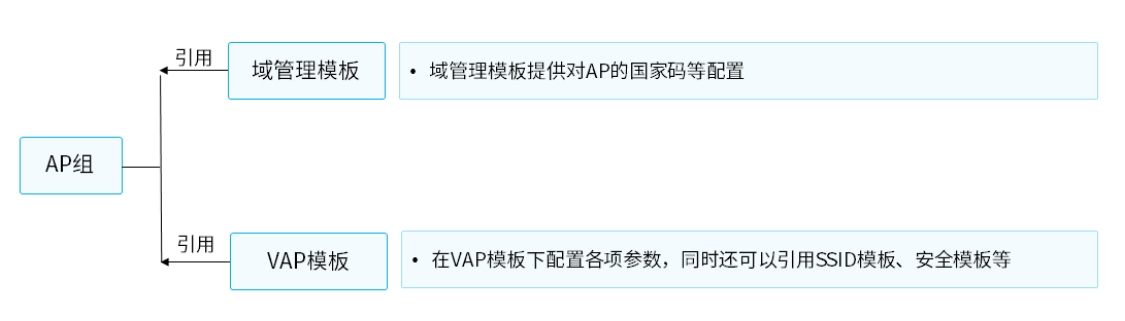 引用
域管理模板
• 域管理模板提供对AP的国家码等配置
AP组
引用
VAP模板
• 在VAP模板下配置各项参数，同时还可以引用SSID模板、安全模板等